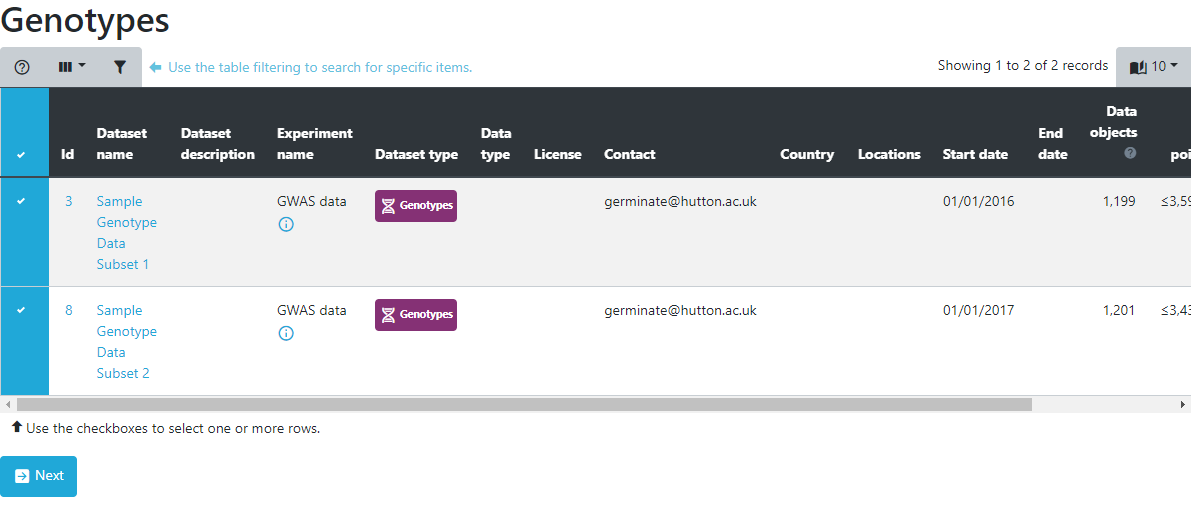 Genotypes
Use the table filtering to search for specific items.
Showing 1 to 2 of 2 records
10
Id
Dataset name
Dataset description
Experiment name
Dataset type
Data type
License
Contact
Country
Locations
Start date
End date
Data objects
poi
3
Sample
Genotype
Data
Subset 1
GWAS data
Genotypes
germinate@hutton.ac.uk
01/01/2016
1,199
≤3,59
8
Sample
Genotype
Data
Subset 2
GWAS data
Genotypes
germinate@hutton.ac.uk
01/01/2017
1,201
≤3,43
Use the checkboxes to select one or more rows.
Next